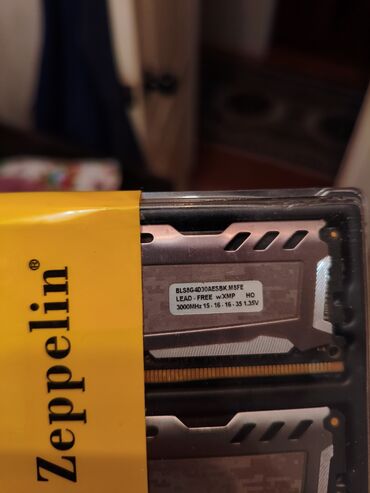 Zeppelin®
BLS8G4D30AESBK.M8FE
LEAD - FREE w/XMP HO
3000MHz 15 - 16 - 16 - 35 1.35V